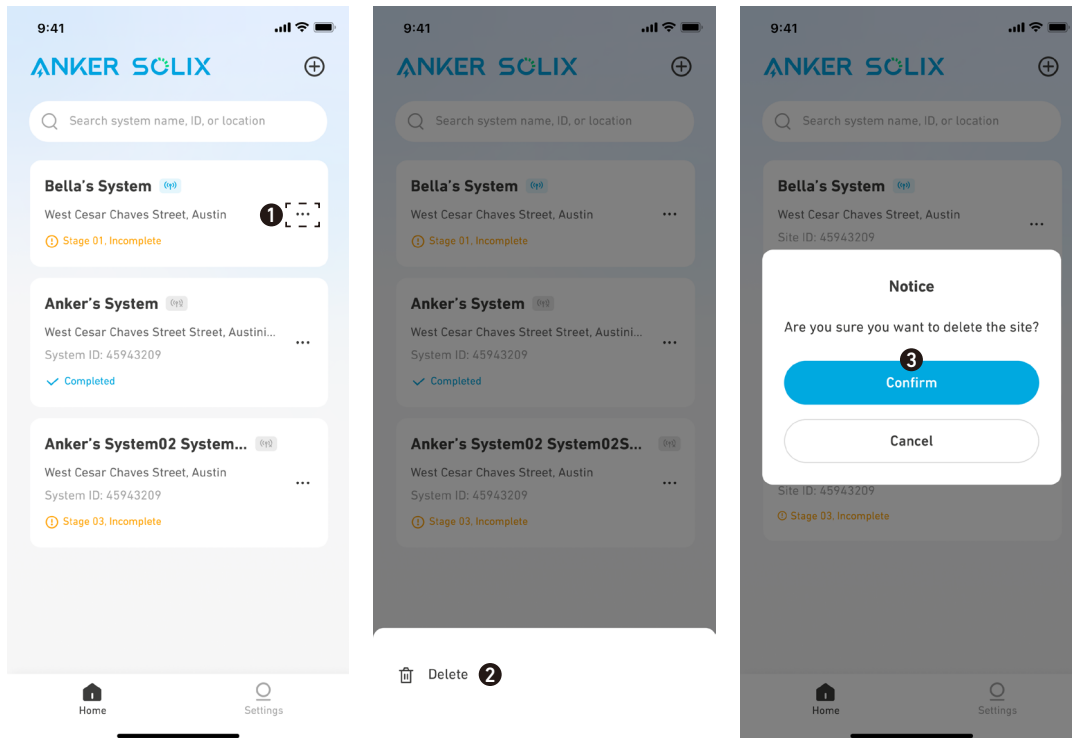 9:41
ANKER SOLIX
Search system name, ID, or location
Bella's System
West Cesar Chaves Street, Austin
1
...
Stage 01, Incomplete
Anker's System
West Cesar Chaves Street Street, Austini...
...
System ID: 45943209
Completed
Anker's System02 System...
West Cesar Chaves Street, Austin
...
System ID: 45943209
Stage 03, Incomplete
Home
Settings
9:41
ANKER SOLIX
Search system name, ID, or location
Bella's System
West Cesar Chaves Street, Austin
...
Stage 01, Incomplete
Anker's System
West Cesar Chaves Street Street, Austini...
...
System ID: 45943209
Completed
Anker's System02 System02S...
West Cesar Chaves Street, Austin
...
System ID: 45943209
Stage 03, Incomplete
Delete 2
9:41
ANKER SOLIX
Search system name, ID, or location
Bella's System
West Cesar Chaves Street, Austin
...
Site ID: 45943209
Notice
Are you sure you want to delete the site?
3
Confirm
Cancel
Site ID: 45943209
Stage 03, Incomplete
Home
Settings